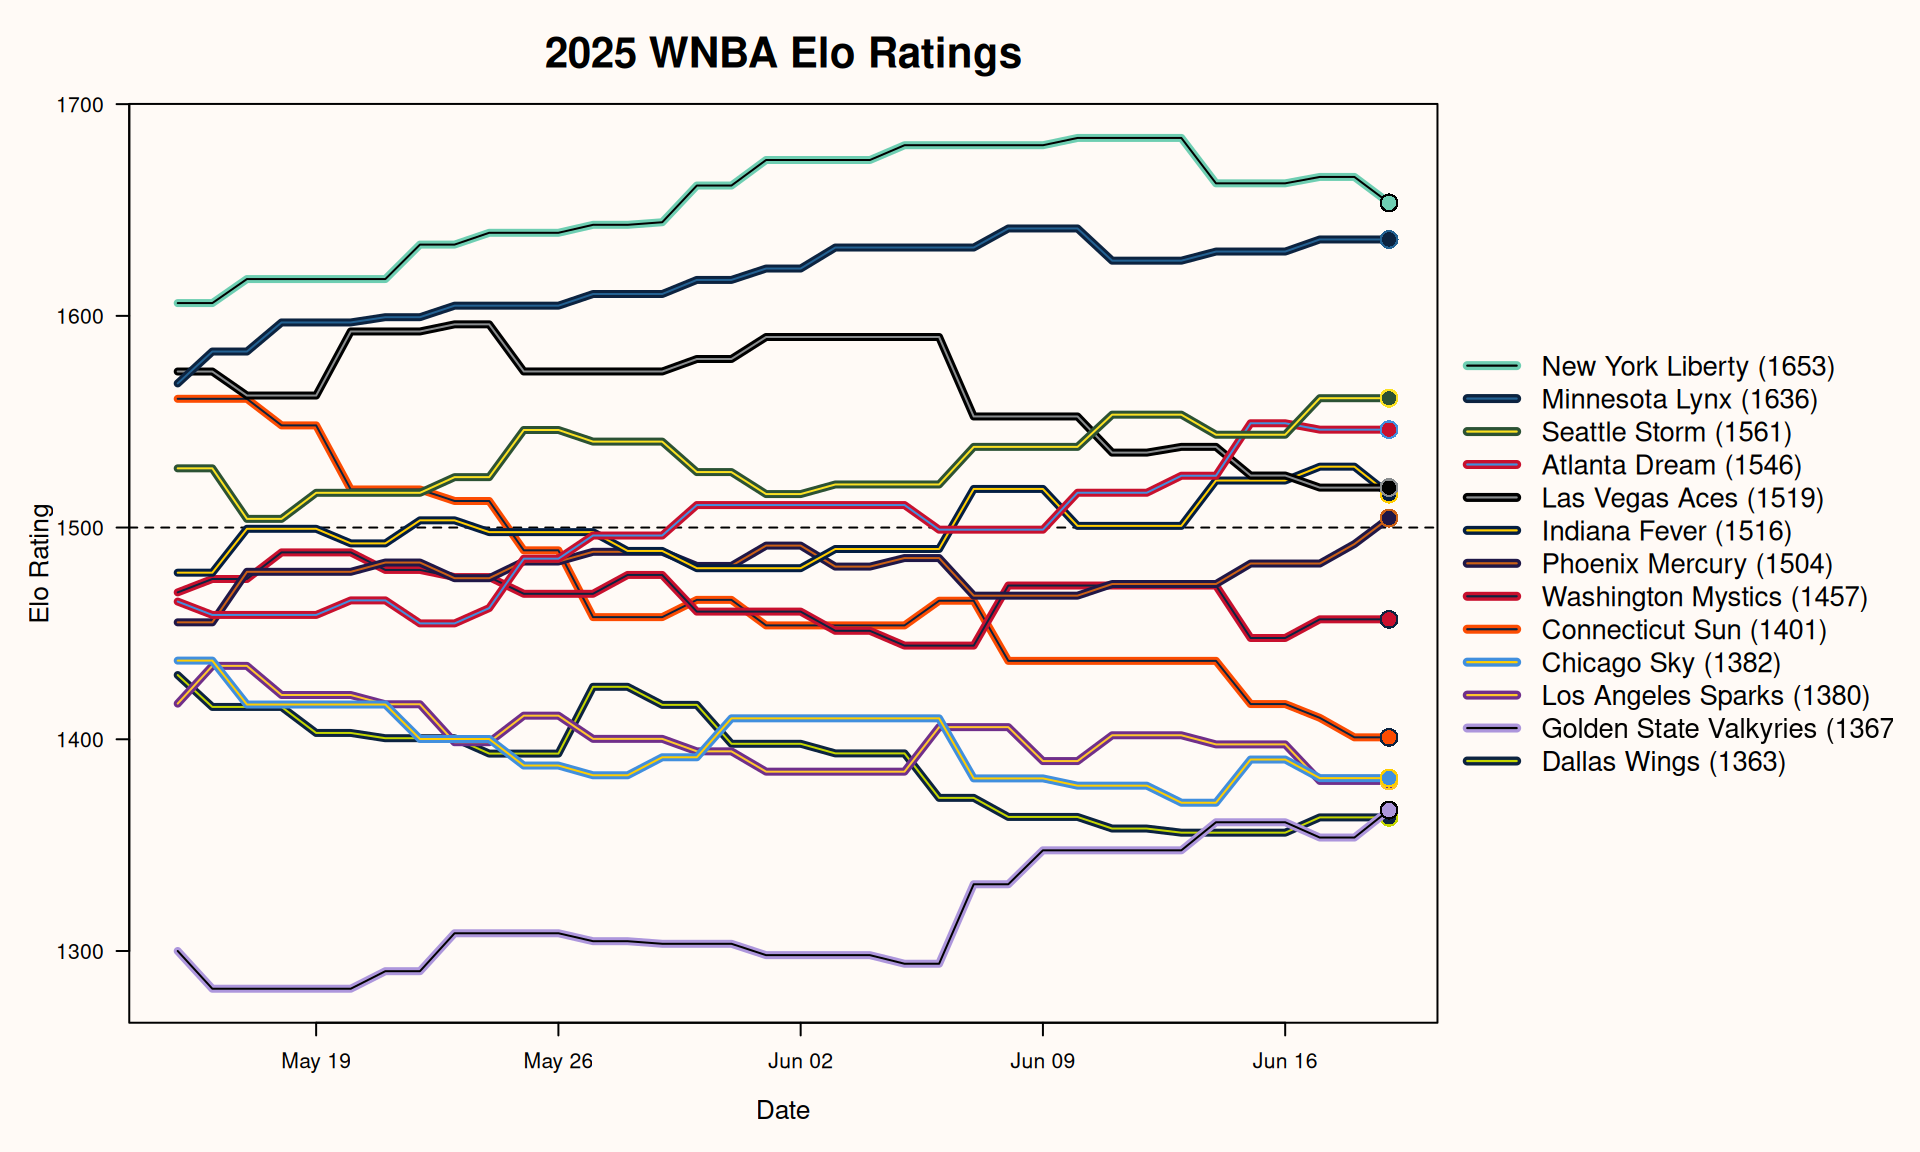 2025 WNBA Elo Ratings
1700
1600
1500
1400
1300
Elo Rating
May 19
May 26
Jun 02
Jun 09
Jun 16
Date
New York Liberty (1653)
Minnesota Lynx (1636)
Seattle Storm (1561)
Atlanta Dream (1546)
Las Vegas Aces (1519)
Indiana Fever (1516)
Phoenix Mercury (1504)
Washington Mystics (1457)
Connecticut Sun (1401)
Chicago Sky (1382)
Los Angeles Sparks (1380)
Golden State Valkyries (1367
Dallas Wings (1363)